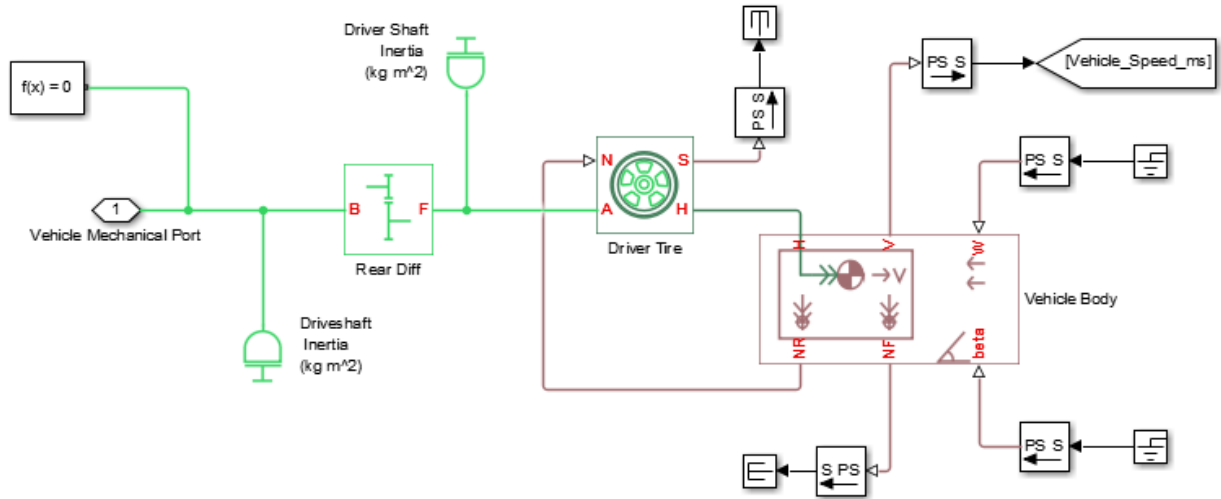 Driver Shaft
Inertia
(kg m^2)
PS S
[Vehicle_Speed_ms]
f(x) = 0
PS S
N
S
PS S
1
B
F
A
H
Vehicle Mechanical Port
Rear Diff
Driver Tire
H
V
W
V
Vehicle Body
Driveshaft
Inertia
(kg m^2)
NR
NF
beta
PS S
S PS